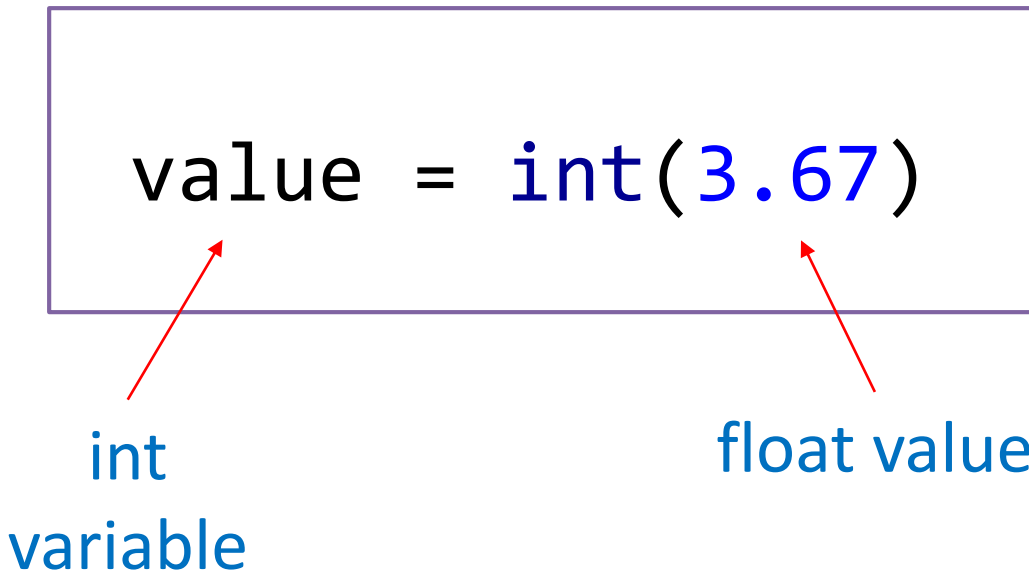 value = int(3.67)
int
variable
float value